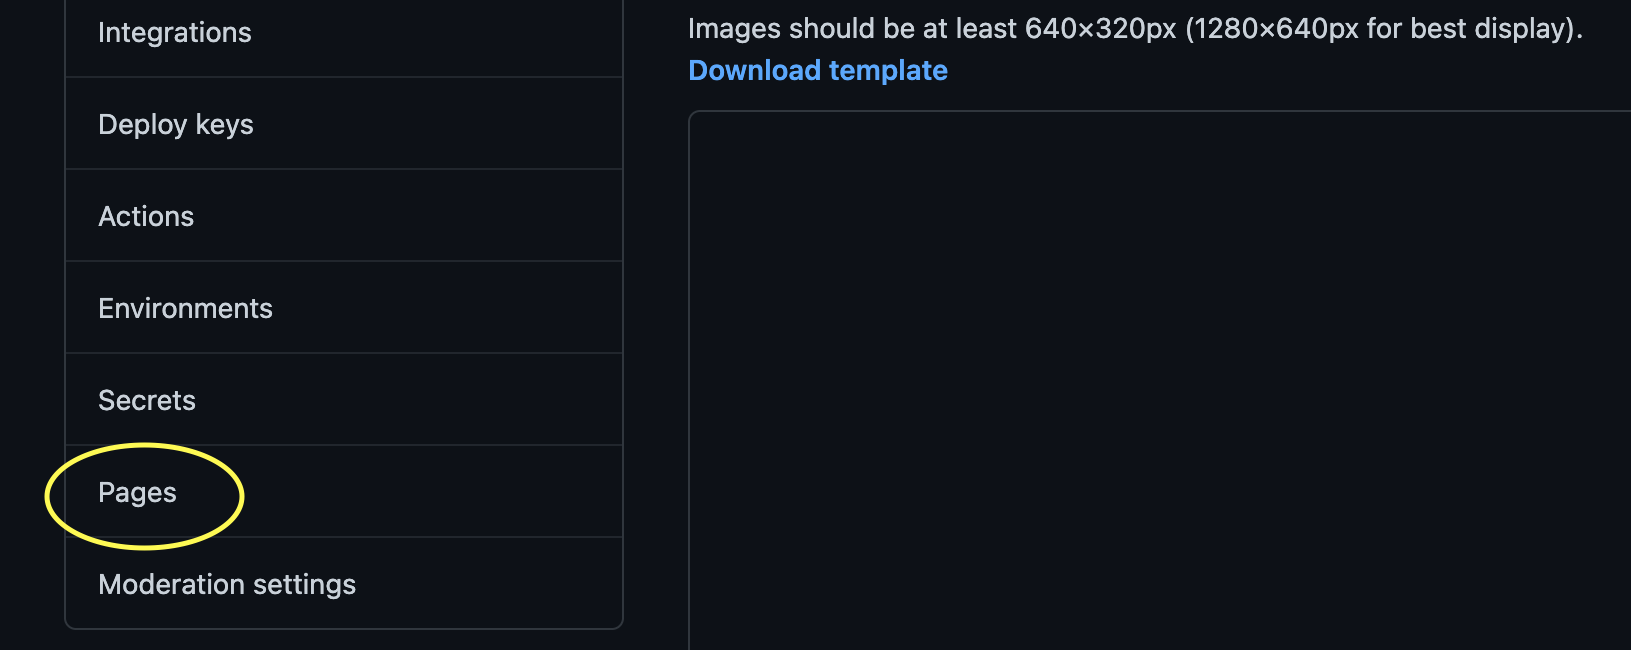 Integrations
Deploy keys
Actions
Environments
Secrets
Pages
Moderation settings
Images should be at least 640×320px (1280×640px for best display).
Download template